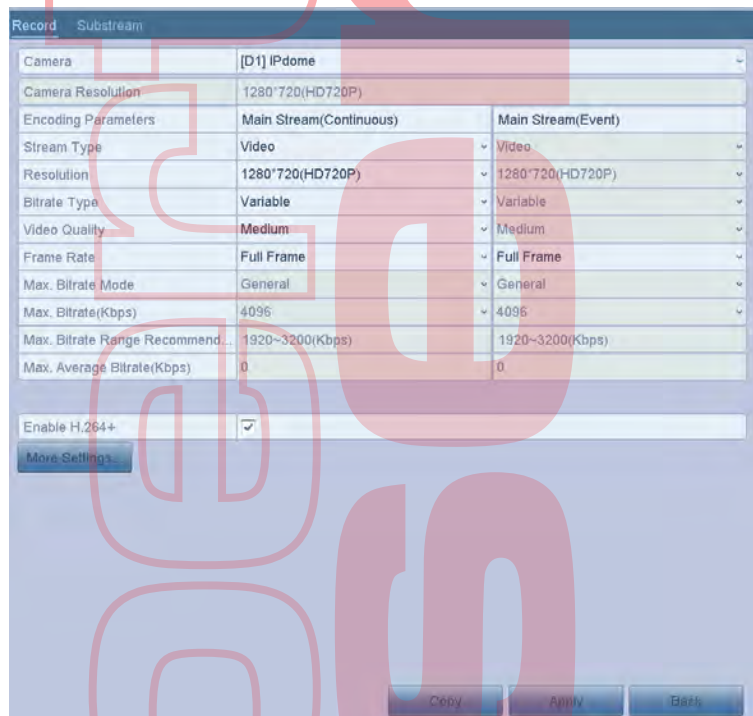 Record Substream
Camera [D1] IPdome
Camera Resolution 1280*720(HD720P)
Encoding Parameters Main Stream(Continuous) Main Stream(Event)
Stream Type Video Video
Resolution 1280*720(HD720P) 1280*720(HD720P)
Bitrate Type Variable Variable
Video Quality Medium Medium
Frame Rate Full Frame Full Frame
Max. Bitrate Mode General General
Max. Bitrate(Kbps) 4096 4096
Max. Bitrate Range Recommend... 1920~3200(Kbps) 1920~3200(Kbps)
Max. Average Bitrate(Kbps) 0 0
Enable H.264+
More Settings...
Copy Apply Back